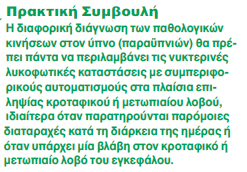 Πρακτική Συμβουλή
Η διαφορική διάγνωση των παθολογικών
κινήσεων στον ύπνο (παραϋπνιών) θα πρέ-
πει πάντα να περιλαμβάνει τις νυκτερινές
λυκοφωτικές καταστάσεις με συμπεριφο-
ρικούς αυτοματισμούς στα πλαίσια επι-
ληψίας κροταφικού ή μετωπιαίου λοβού,
ιδιαίτερα όταν παρατηρούνται παρόμοιες
διαταραχές κατά τη διάρκεια της ημέρας ή
όταν υπάρχει μία βλάβη στον κροταφικό ή
μετωπιαίο λοβό του εγκεφάλου.